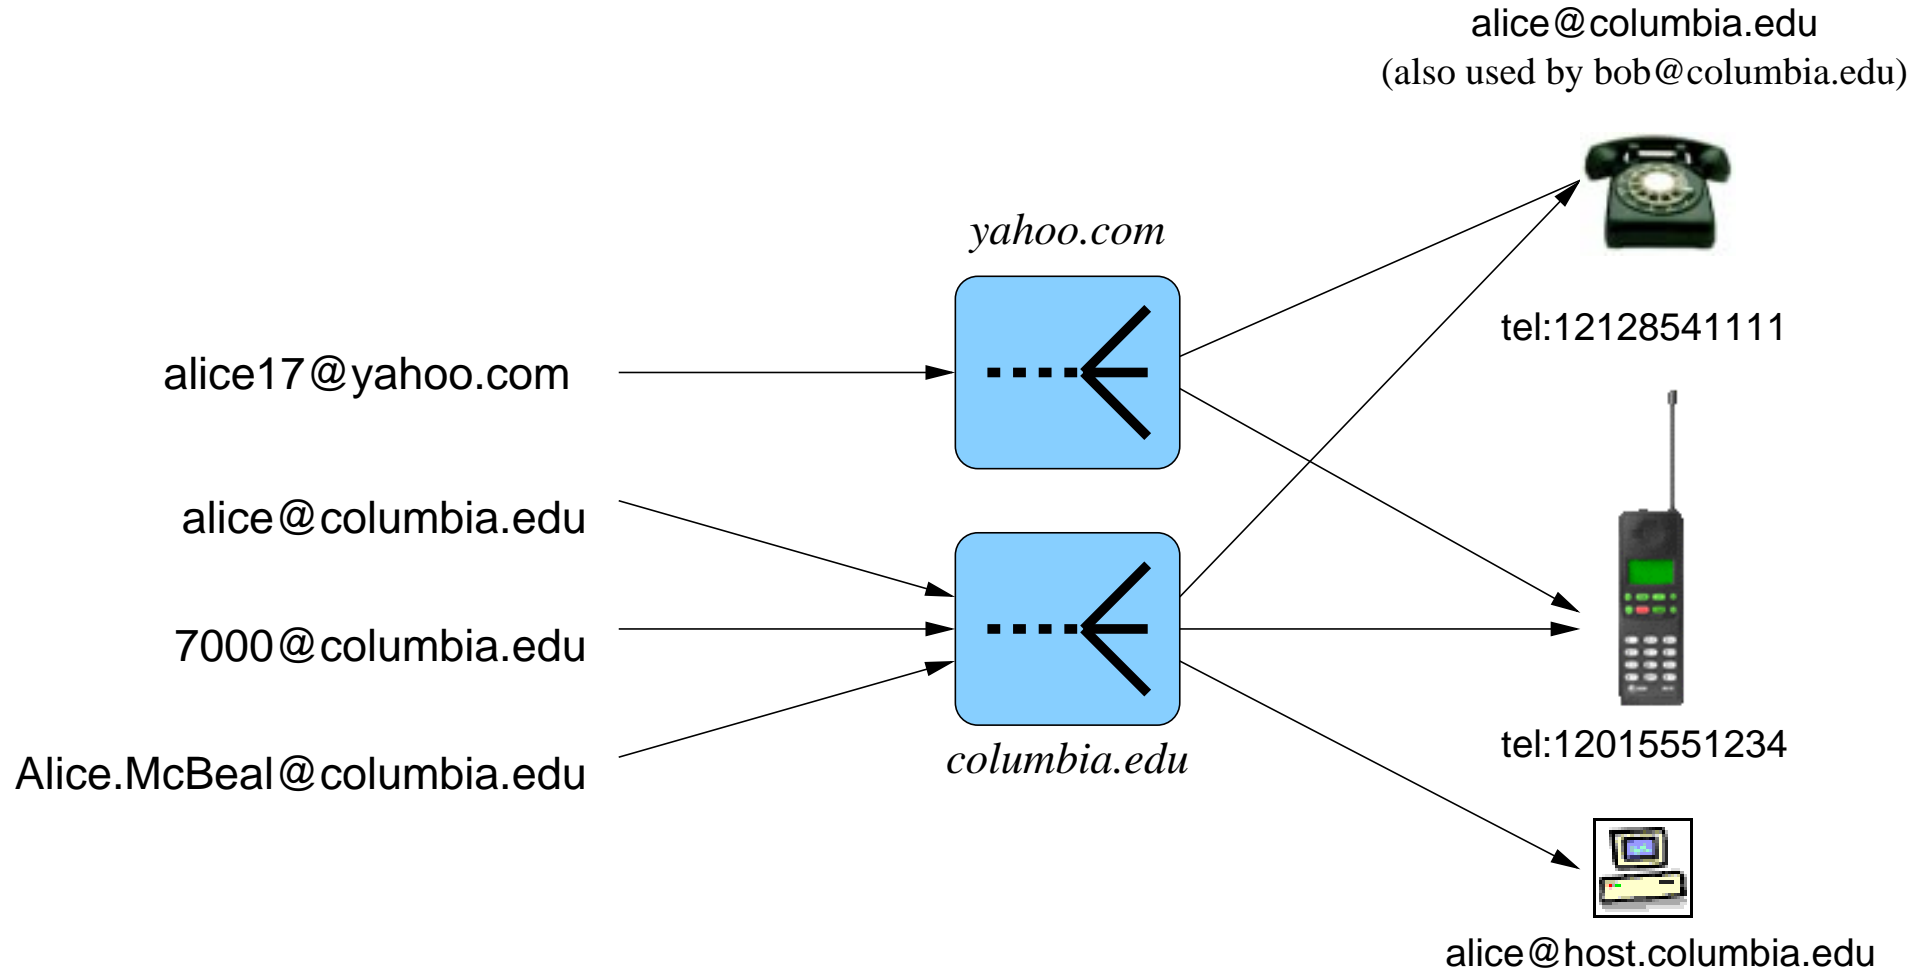 alice@columbia.edu
(also used by bob@columbia.edu)
yahoo.com
tel:12128541111
alice17@yahoo.com
alice@columbia.edu
7000@columbia.edu
Alice.McBeal@columbia.edu
columbia.edu
tel:12015551234
alice@host.columbia.edu